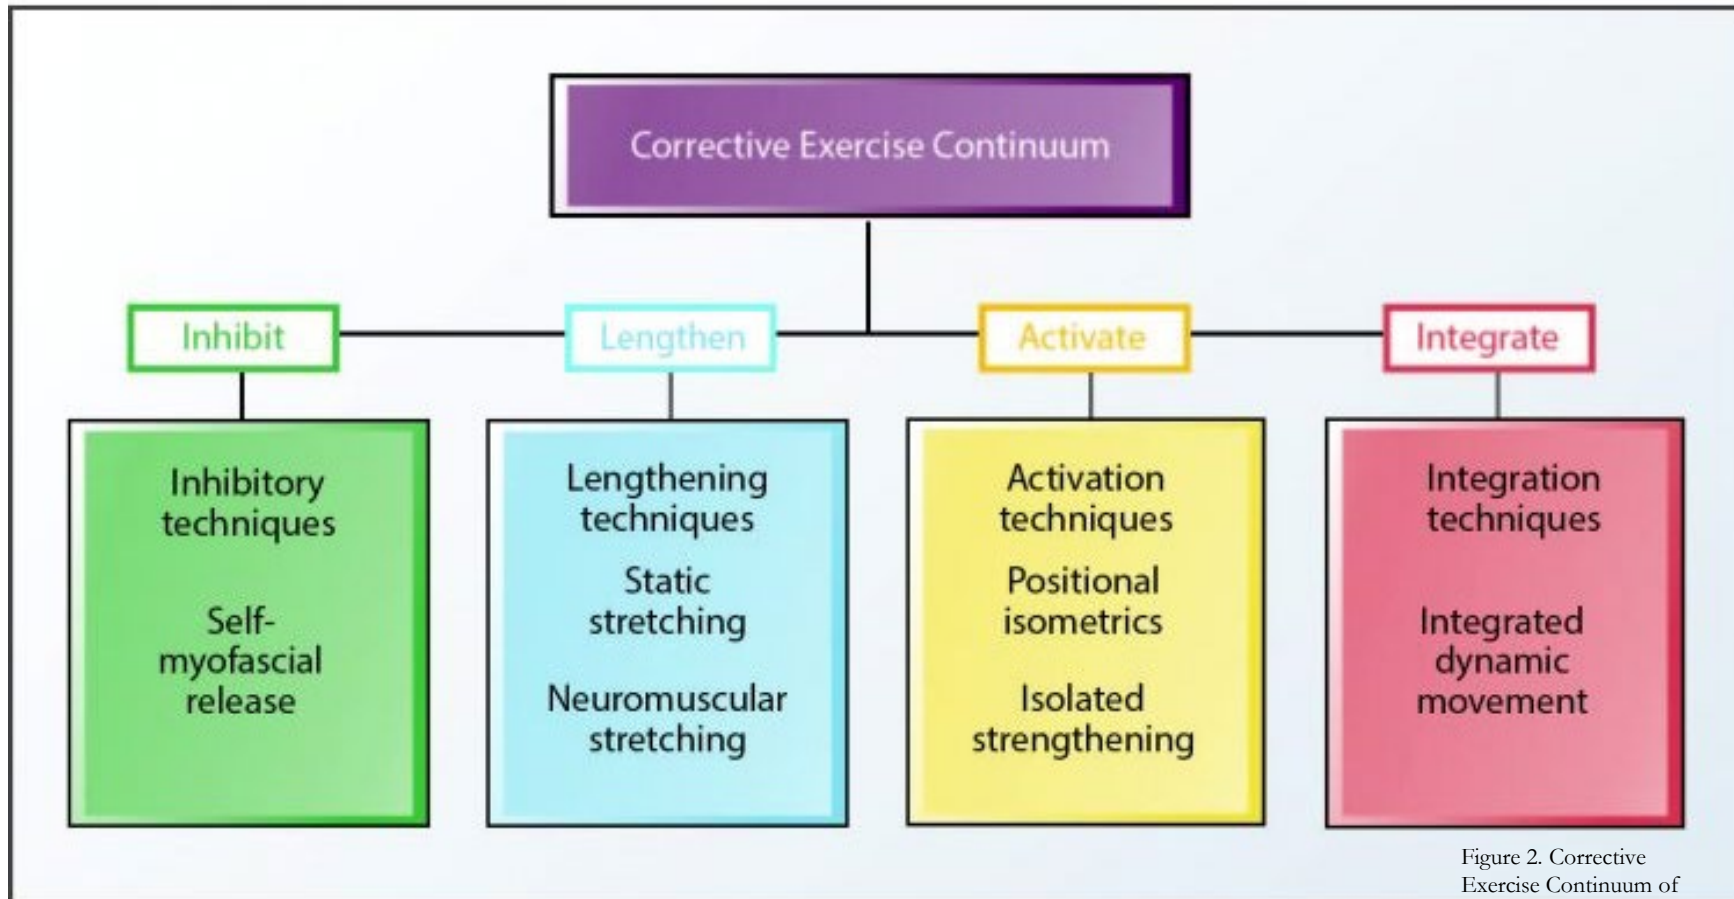 Corrective Exercise Continuum
Inhibit
Lengthen
Activate
Integrate
Inhibitory
techniques
Self-
myofascial
release
Lengthening
techniques
Static
stretching
Neuromuscular
stretching
Activation
techniques
Positional
isometrics
Isolated
strengthening
Integration
techniques
Integrated
dynamic
movement
Figure 2. Corrective
Exercise Continuum of